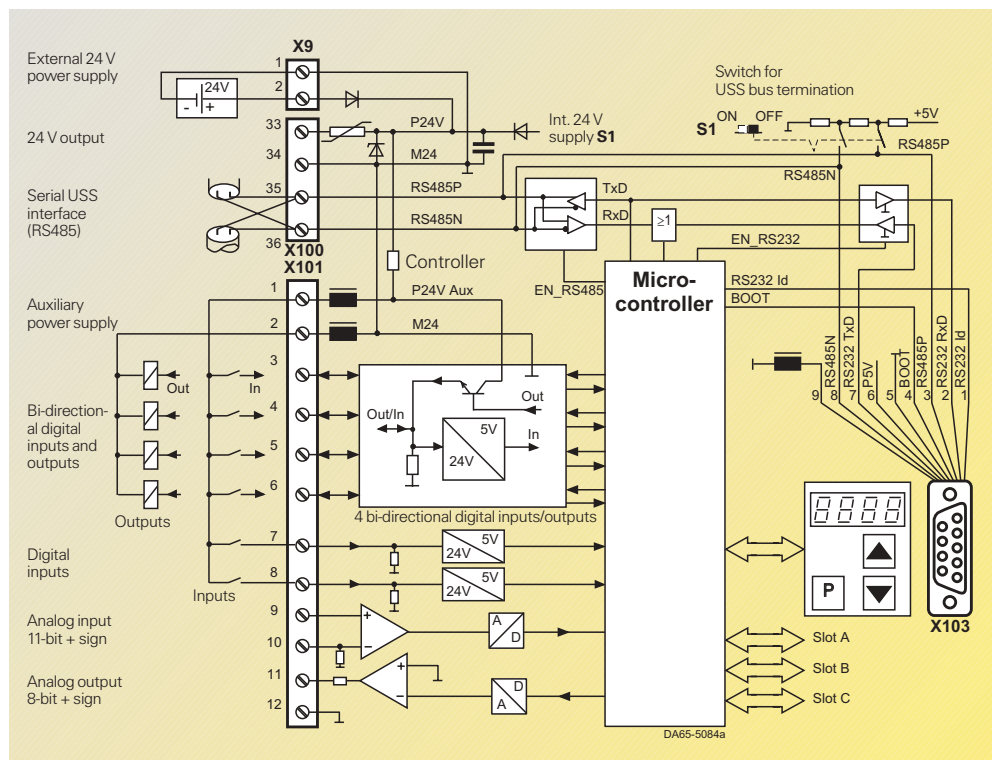 X9
External 24 V
power supply
1
2
24V
- +
24 V output
33
34
P24V
M24
Int. 24 V
supply S1
Switch for
USS bus termination
S1
ON OFF
+5V
RS485P
RS485N
Serial USS
interface
(RS485)
35
36
RS485P
RS485N
TxD
RxD
≥1
EN_RS232
EN_RS485
X100
X101
Controller
Micro-
controller
RS232 Id
BOOT
Auxiliary
power supply
1
2
P24V Aux
M24
3
4
5
6
Out
In
Bi-direction-
al digital
inputs and
outputs
Outputs
Out/In
Out
In
5V
24V
4 bi-directional digital inputs/outputs
RS485N
RS232 TxD
P5V
BOOT
RS485P
RS232 RxD
RS232 Id
9 8 7 6 5 4 3 2 1
Digital
inputs
7
8
Inputs
5V
24V
5V
24V
8888
P
X103
Analog input
11-bit + sign
9
10
+
−
A
D
Analog output
8-bit + sign
11
12
+
−
D
A
Slot A
Slot B
Slot C
DA65-5084a